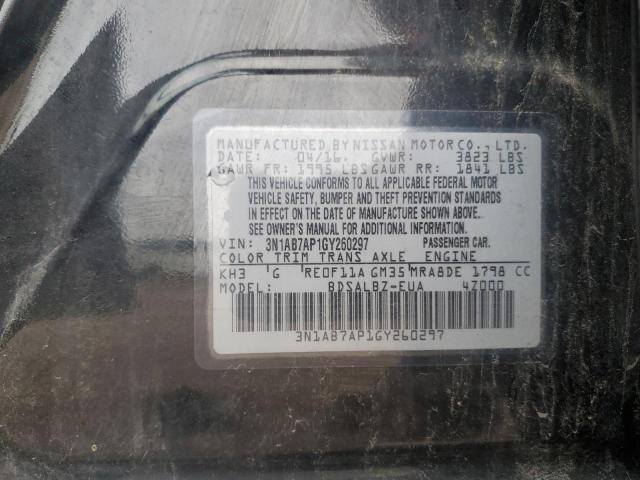 MANUFACTURED BY NISSAN MOTOR CO., LTD.
DATE: 04/16 GVWR: 3823 LBS
GAWR FR: 1995 LBS GAWR RR: 1841 LBS
THIS VEHICLE CONFORMS TO ALL APPLICABLE FEDERAL MOTOR
VEHICLE SAFETY, BUMPER AND THEFT PREVENTION STANDARDS
IN EFFECT ON THE DATE OF MANUFACTURE SHOWN ABOVE.
SEE OWNER'S MANUAL FOR ADDITIONAL INFORMATION.
VIN: 3N1AB7AP1GY260297 PASSENGER CAR.
COLOR TRIM TRANS AXLE ENGINE
KH3 G RE0F11A GM35 MRA8DE 1798 CC
MODEL: BDSALBZ-EUA 47000
3N1AB7AP1GY260297